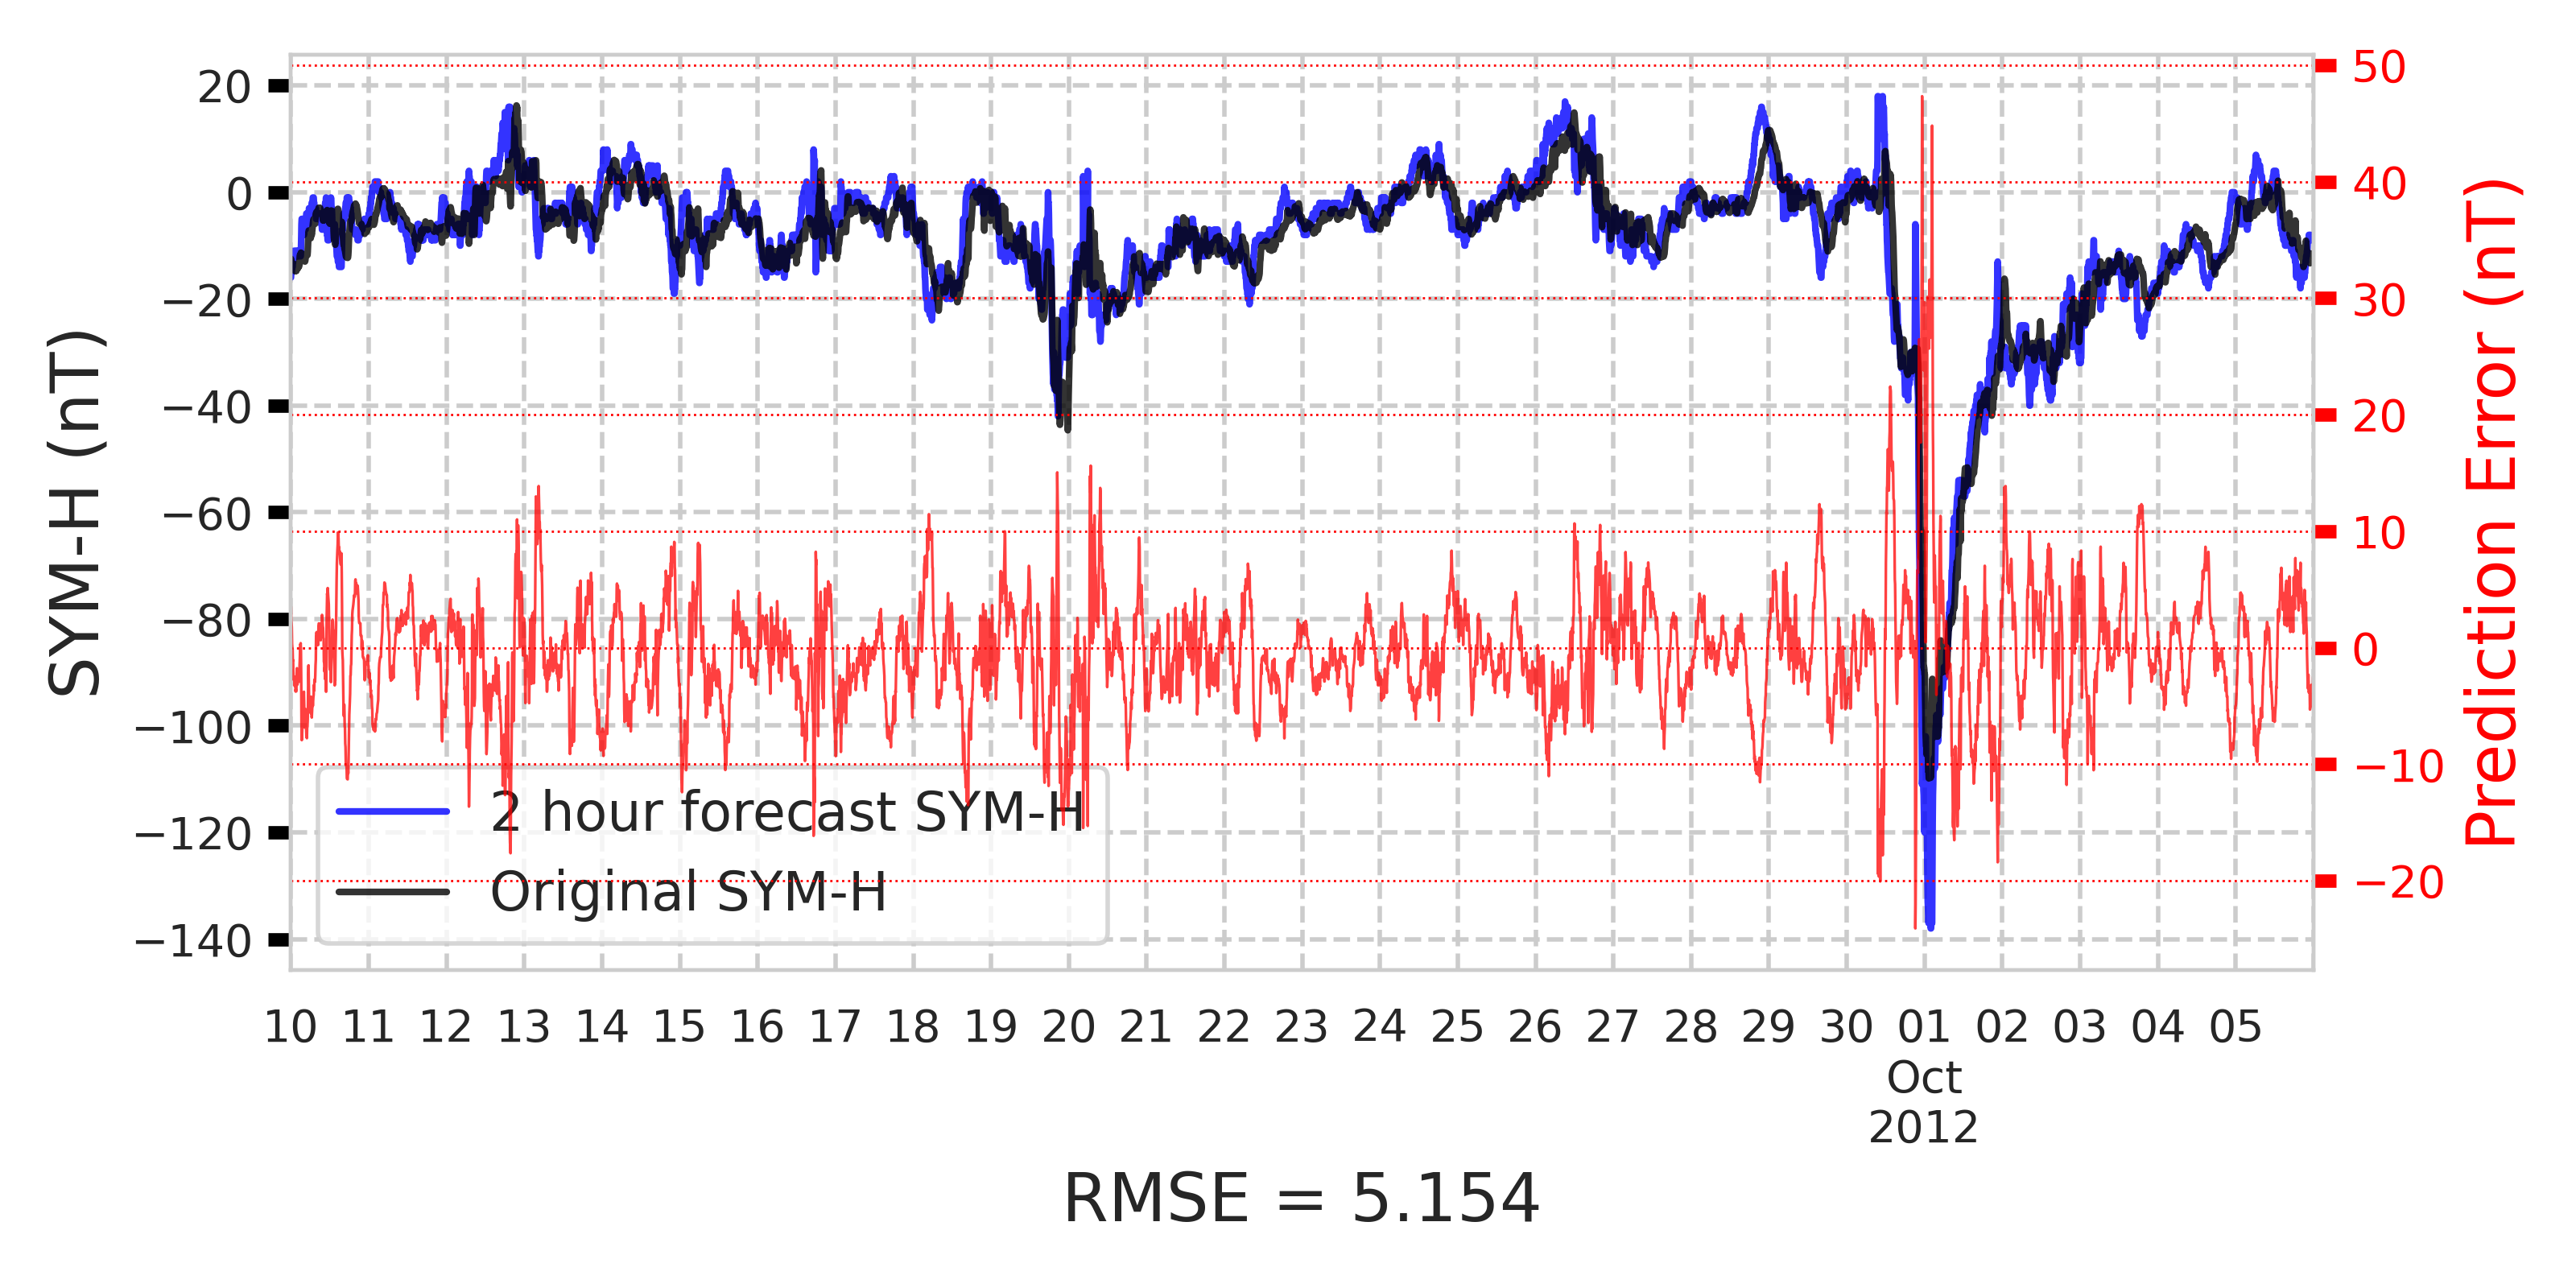 SYM-H (nT)
20
0
−20
−40
−60
−80
−100
−120
−140
50
40
30
20
10
0
−10
−20
Prediction Error (nT)
2 hour forecast SYM-H
Original SYM-H
10 11 12 13 14 15 16 17 18 19 20 21 22 23 24 25 26 27 28 29 30 01 02 03 04 05
Oct
2012
RMSE = 5.154